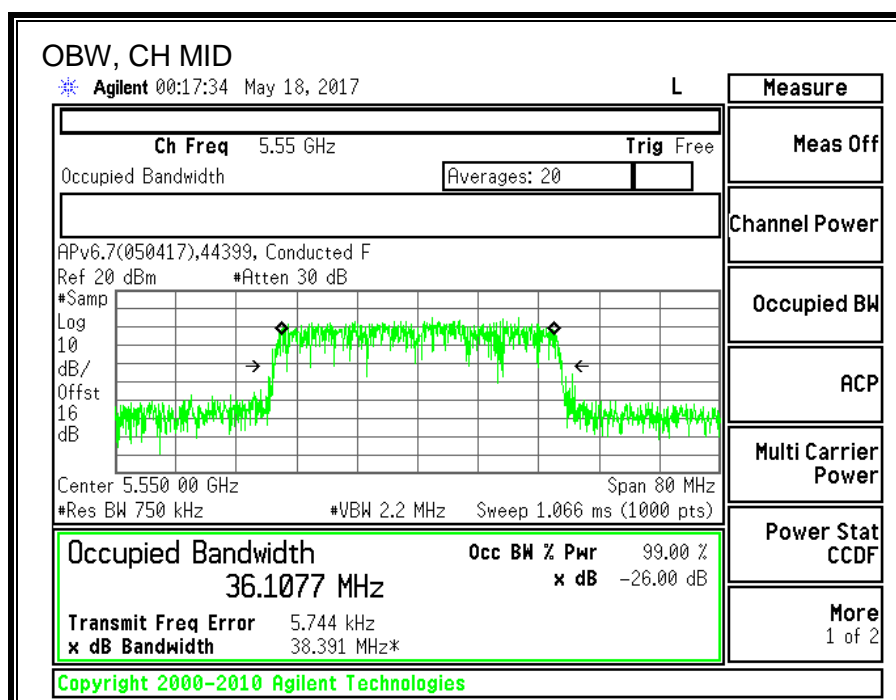 OBW, CH MID
Agilent 00:17:34 May 18, 2017 L
Measure
Ch Freq 5.55 GHz Trig Free
Meas Off
Occupied Bandwidth Averages: 20
Channel Power
APv6.7(050417),44399, Conducted F
Ref 20 dBm #Atten 30 dB
#Samp
Log
10
dB/
Offst
16
dB
Occupied BW
ACP
Multi Carrier
Power
Center 5.550 00 GHz Span 80 MHz
#Res BW 750 kHz #VBW 2.2 MHz Sweep 1.066 ms (1000 pts)
Power Stat
CCDF
Occupied Bandwidth Occ BW % Pwr 99.00 %
36.1077 MHz x dB -26.00 dB
Transmit Freq Error 5.744 kHz
x dB Bandwidth 38.391 MHz*
More
1 of 2
Copyright 2000-2010 Agilent Technologies